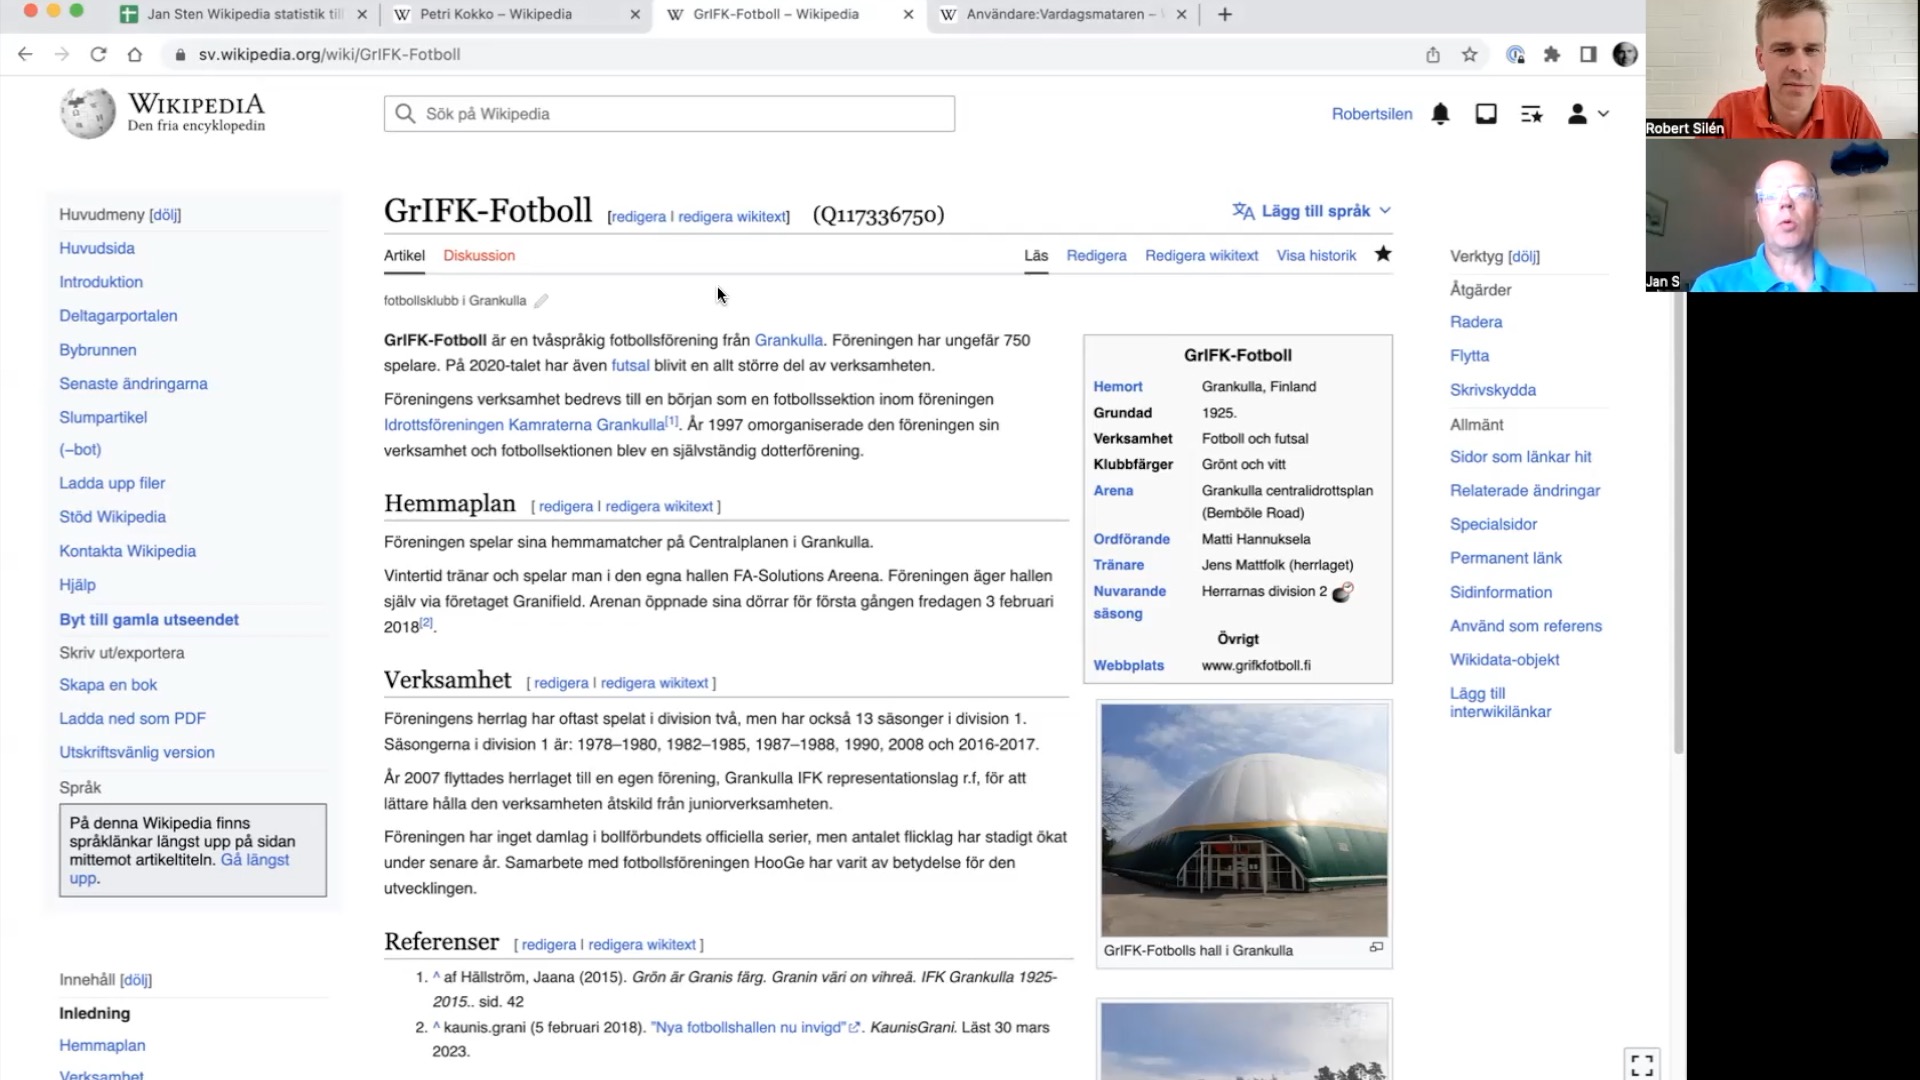 Jan Sten Wikipedia statistik til
Petri Kokko – Wikipedia
GrIFK-Fotboll – Wikipedia
Användare:Vardagsmataren –
sv.wikipedia.org/wiki/GrIFK-Fotboll
WIKIPEDIA
Den fria encyklopedin
Sök på Wikipedia
Robertsilen
Robert Silén
Jan S
Huvudmeny [dölj]
Huvudsida
Introduktion
Deltagarportalen
Bybrunnen
Senaste ändringarna
Slumpartikel
(–bot)
Ladda upp filer
Stöd Wikipedia
Kontakta Wikipedia
Hjälp
Byt till gamla utseendet
Skriv ut/exportera
Skapa en bok
Ladda ned som PDF
Utskriftsvänlig version
Språk
På denna Wikipedia finns
språklänkar längst upp på sidan
mittemot artikeltiteln. Gå längst
upp.
Innehåll [dölj]
Inledning
Hemmaplan
Verksamhet
GrIFK-Fotboll [redigera | redigera wikitext] (Q117336750)
Lägg till språk
Artikel Diskussion
Läs Redigera Redigera wikitext Visa historik
fotbollsklubb i Grankulla
GrIFK-Fotboll är en tvåspråkig fotbollsförening från Grankulla. Föreningen har ungefär 750
spelare. På 2020-talet har även futsal blivit en allt större del av verksamheten.
Föreningens verksamhet bedrevs till en början som en fotbollssektion inom föreningen
Idrottsföreningen Kamraterna Grankulla[1]. År 1997 omorganiserade den föreningen sin
verksamhet och fotbollsektionen blev en självständig dotterförening.
Hemmaplan [ redigera | redigera wikitext ]
Föreningen spelar sina hemmamatcher på Centralplanen i Grankulla.
Vintertid tränar och spelar man i den egna hallen FA-Solutions Areena. Föreningen äger hallen
själv via företaget Granifield. Arenan öppnade sina dörrar för första gången fredagen 3 februari
2018[2].
Verksamhet [ redigera | redigera wikitext ]
Föreningens herrlag har oftast spelat i division två, men har också 13 säsonger i division 1.
Säsongerna i division 1 är: 1978–1980, 1982–1985, 1987–1988, 1990, 2008 och 2016-2017.
År 2007 flyttades herrlaget till en egen förening, Grankulla IFK representationslag r.f, för att
lättare hålla den verksamheten åtskild från juniorverksamheten.
Föreningen har inget damlag i bollförbundets officiella serier, men antalet flicklag har stadigt ökat
under senare år. Samarbete med fotbollsföreningen HooGe har varit av betydelse för den
utvecklingen.
Referenser [ redigera | redigera wikitext ]
1. ^ af Hällström, Jaana (2015). Grön är Granis färg. Granin väri on vihreä. IFK Grankulla 1925-
2015.. sid. 42
2. ^ kaunis.grani (5 februari 2018). "Nya fotbollshallen nu invigd". KaunisGrani. Läst 30 mars
2023.
GrIFK-Fotboll
Hemort Grankulla, Finland
Grundad 1925.
Verksamhet Fotboll och futsal
Klubbfärger Grönt och vitt
Arena Grankulla centralidrottsplan
(Bemböle Road)
Ordförande Matti Hannuksela
Tränare Jens Mattfolk (herrlaget)
Nuvarande Herrarnas division 2
säsong
Övrigt
Webbplats www.grifkfotboll.fi
GrIFK-Fotbolls hall i Grankulla
Verktyg [dölj]
Åtgärder
Radera
Flytta
Skrivskydda
Allmänt
Sidor som länkar hit
Relaterade ändringar
Specialsidor
Permanent länk
Sidinformation
Använd som referens
Wikidata-objekt
Lägg till
interwikilänkar